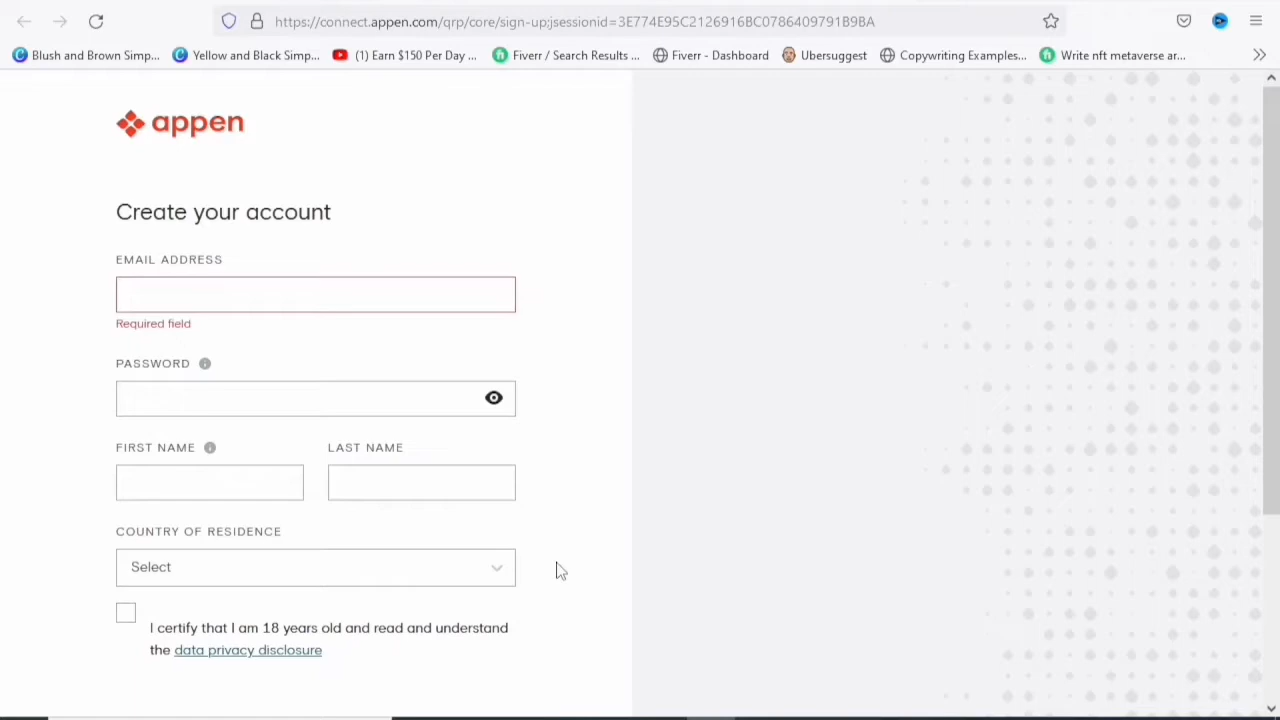 https://connect.appen.com/qrp/core/sign-up;jsessionid=3E774E95C2126916BC0786409791B9BA
Blush and Brown Simp...
Yellow and Black Simp...
(1) Earn $150 Per Day ...
Fiverr / Search Results ...
Fiverr - Dashboard
Ubersuggest
Copywriting Examples...
Write nft metaverse ar...
appen
Create your account
EMAIL ADDRESS
Required field
PASSWORD
FIRST NAME
LAST NAME
COUNTRY OF RESIDENCE
Select
I certify that I am 18 years old and read and understand
the data privacy disclosure